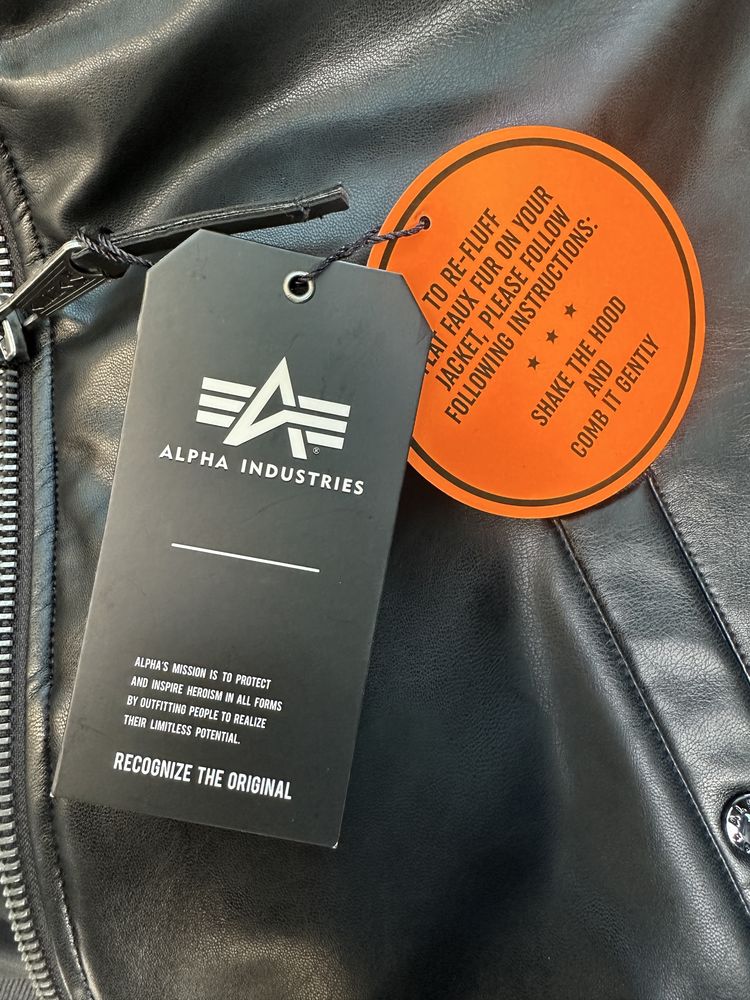 ALPHA INDUSTRIES
ALPHA'S MISSION IS TO PROTECT
AND INSPIRE HEROISM IN ALL FORMS
BY OUTFITTING PEOPLE TO REALIZE
THEIR LIMITLESS POTENTIAL.
RECOGNIZE THE ORIGINAL
TO RE-FLUFF
FAUX FUR ON YOUR
JACKET, PLEASE FOLLOW
FOLLOWING INSTRUCTIONS:
SHAKE THE HOOD
AND
COMB IT GENTLY